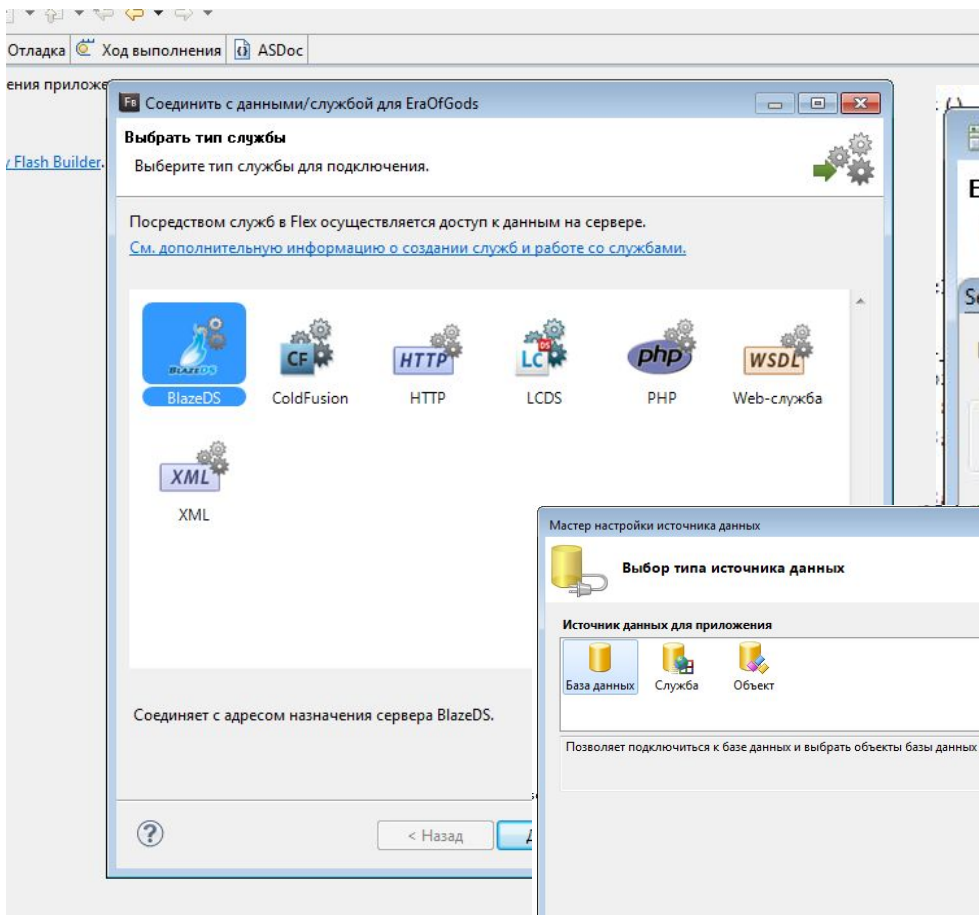 Отладка Ход выполнения ASDoc
ения приложе
Flash Builder.
Соединить с данными/службой для EraOfGods
Выбрать тип службы
Выберите тип службы для подключения.
Посредством служб в Flex осуществляется доступ к данным на сервере.
См. дополнительную информацию о создании служб и работе со службами.
BLAZEDS CF HTTP LC DS php WSDL
BlazeDS ColdFusion HTTP LCDS PHP Web-служба
XML
XML
Соединяет с адресом назначения сервера BlazeDS.
< Назад
Мастер настройки источника данных
Выбор типа источника данных
Источник данных для приложения
База данных Служба Объект
Позволяет подключиться к базе данных и выбрать объекты базы данных